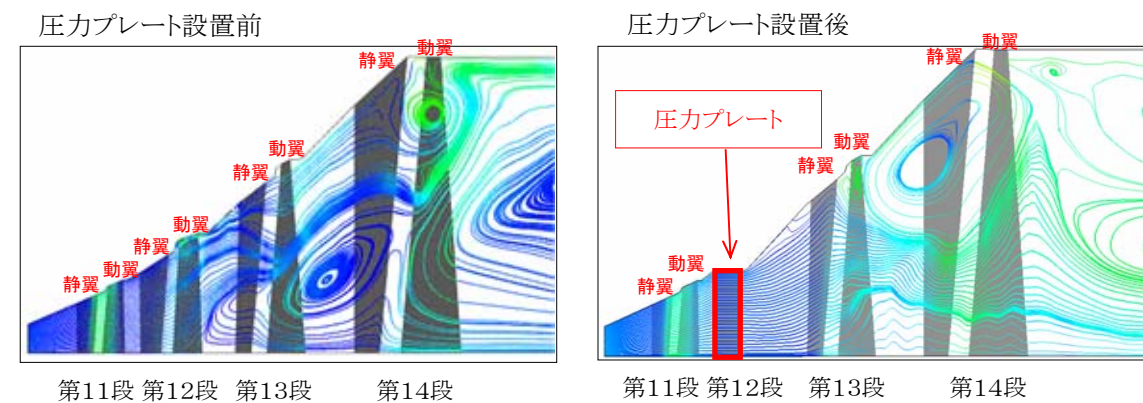 圧力プレート設置前
静翼
動翼
静翼
動翼
静翼
動翼
静翼
動翼
第11段 第12段 第13段 第14段
圧力プレート設置後
圧力プレート
静翼
動翼
静翼
動翼
静翼
動翼
第11段 第12段 第13段 第14段